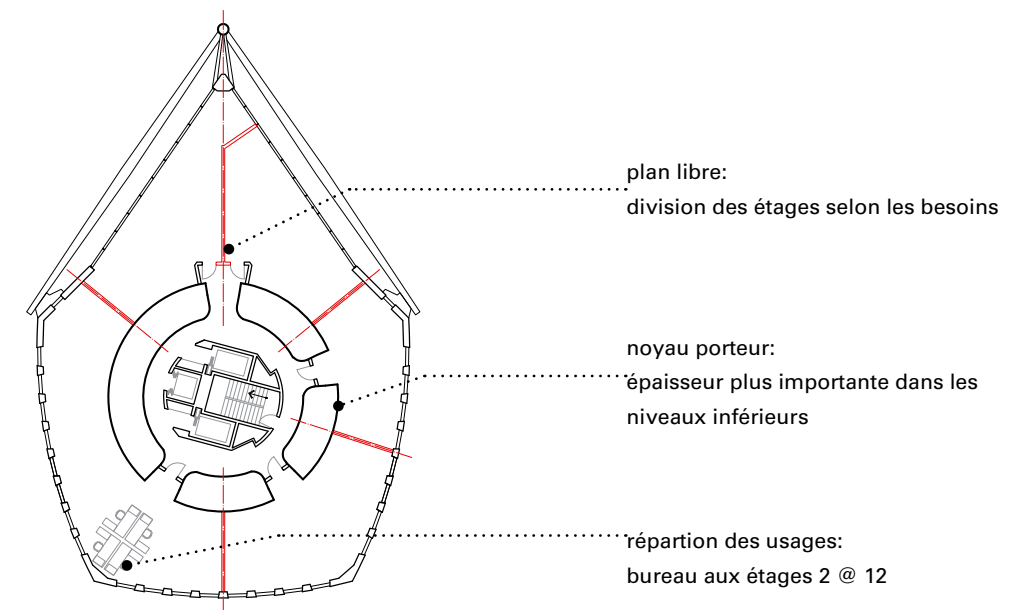 plan libre:
division des étages selon les besoins
noyau porteur:
épaisseur plus importante dans les
niveaux inférieurs
répartion des usages:
bureau aux étages 2 @ 12